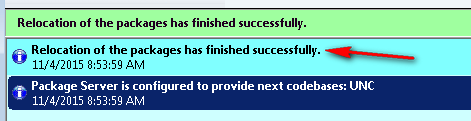 Relocation of the packages has finished successfully.
Relocation of the packages has finished successfully.
11/4/2015 8:53:59 AM
Package Server is configured to provide next codebases: UNC
11/4/2015 8:53:59 AM